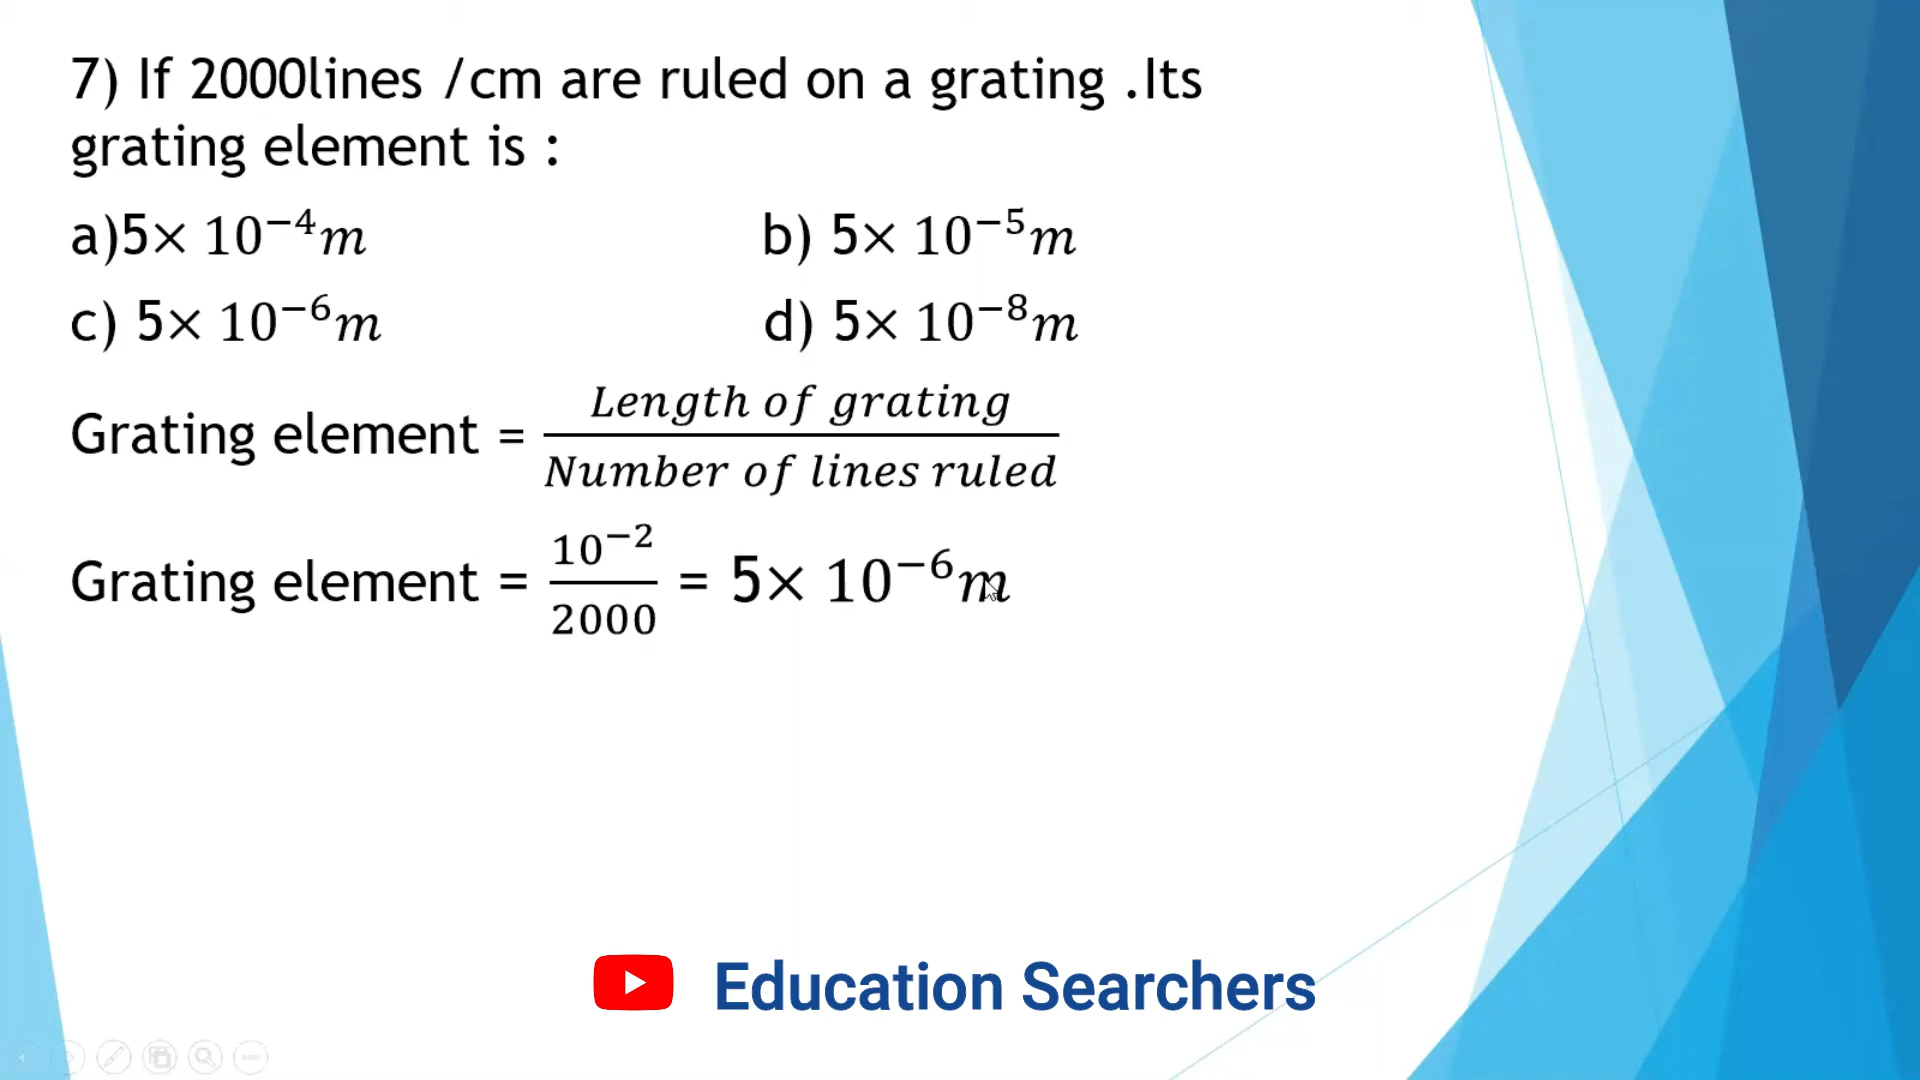 7) If 2000lines /cm are ruled on a grating .Its
grating element is :
a)5× 10⁻⁴m b) 5× 10⁻⁵m
c) 5× 10⁻⁶m d) 5× 10⁻⁸m
Grating element = Length of grating / Number of lines ruled
Grating element = 10⁻² / 2000 = 5× 10⁻⁶m
Education Searchers